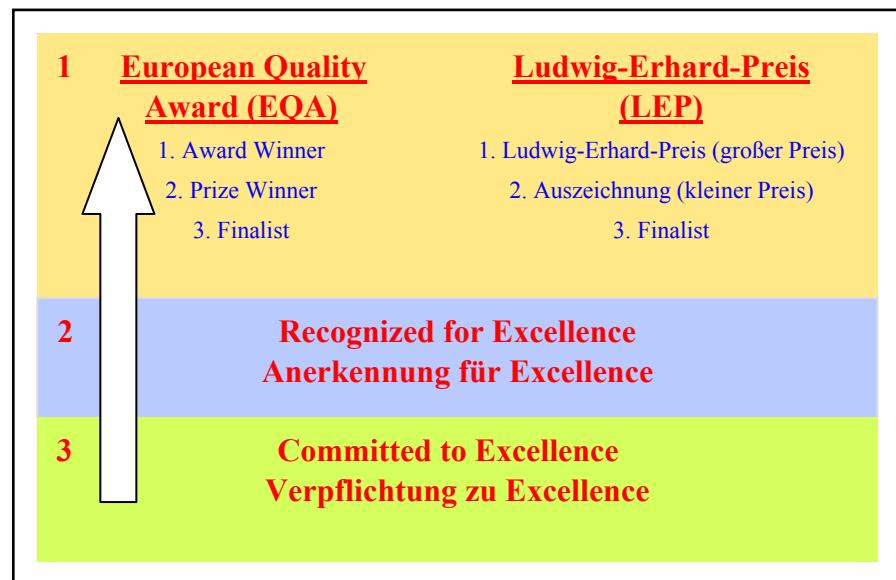 1
European Quality
Award (EQA)
1. Award Winner
2. Prize Winner
3. Finalist
Ludwig-Erhard-Preis
(LEP)
1. Ludwig-Erhard-Preis (großer Preis)
2. Auszeichnung (kleiner Preis)
3. Finalist
2
Recognized for Excellence
Anerkennung für Excellence
3
Committed to Excellence
Verpflichtung zu Excellence